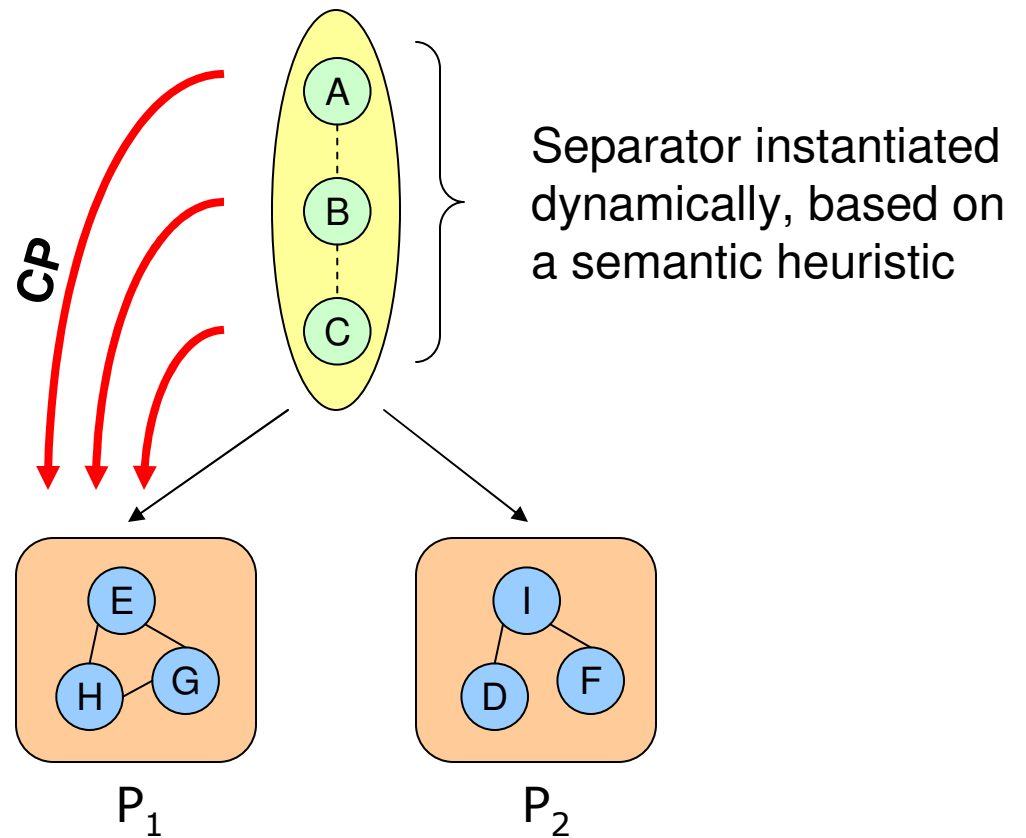 A
B
C
CP
Separator instantiated
dynamically, based on
a semantic heuristic
E
H
G
I
D
F
P₁
P₂